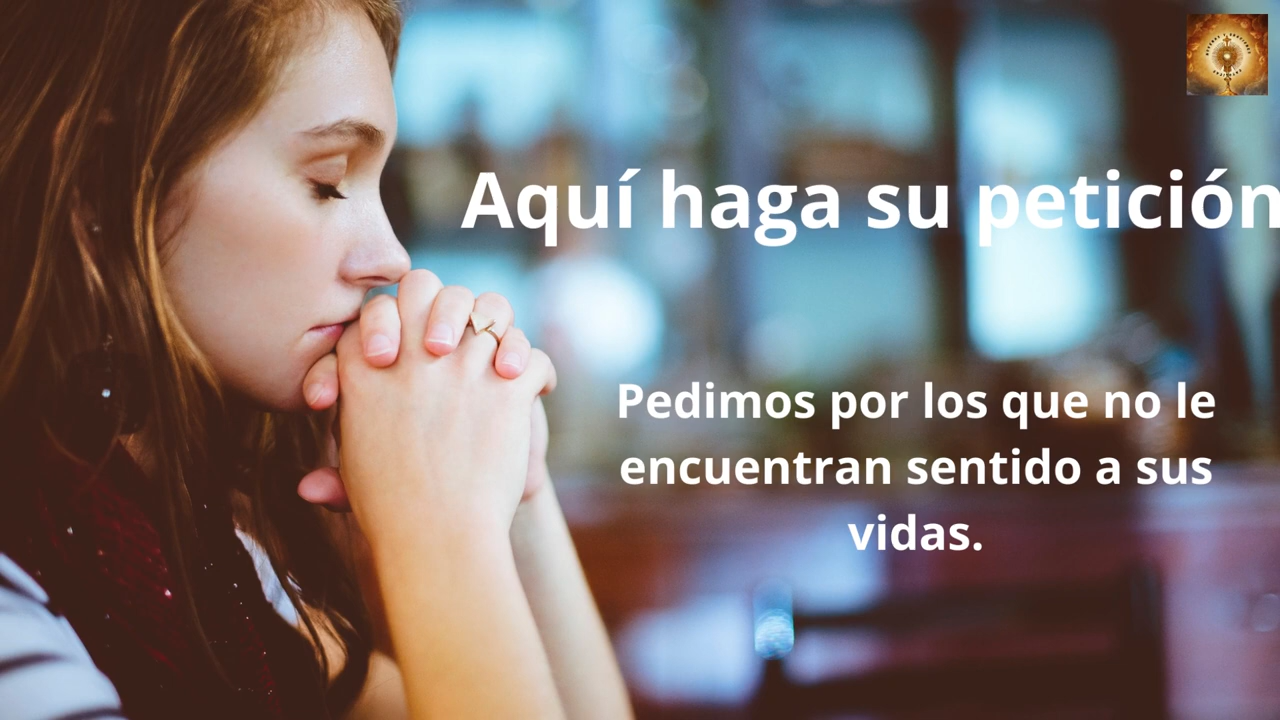 Aquí haga su petición
Pedimos por los que no le
encuentran sentido a sus
vidas.